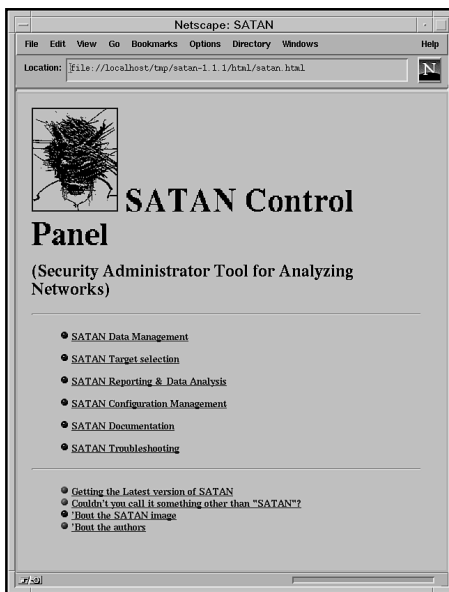 Netscape: SATAN
File Edit View Go Bookmarks Options Directory Windows Help
Location: file://localhost/tmp/satan-1.1.1/html/satan.html
N
SATAN Control
Panel
(Security Administrator Tool for Analyzing
Networks)
SATAN Data Management
SATAN Target selection
SATAN Reporting & Data Analysis
SATAN Configuration Management
SATAN Documentation
SATAN Troubleshooting
Getting the Latest version of SATAN
Couldn't you call it something other than "SATAN"?
'Bout the SATAN image
'Bout the authors